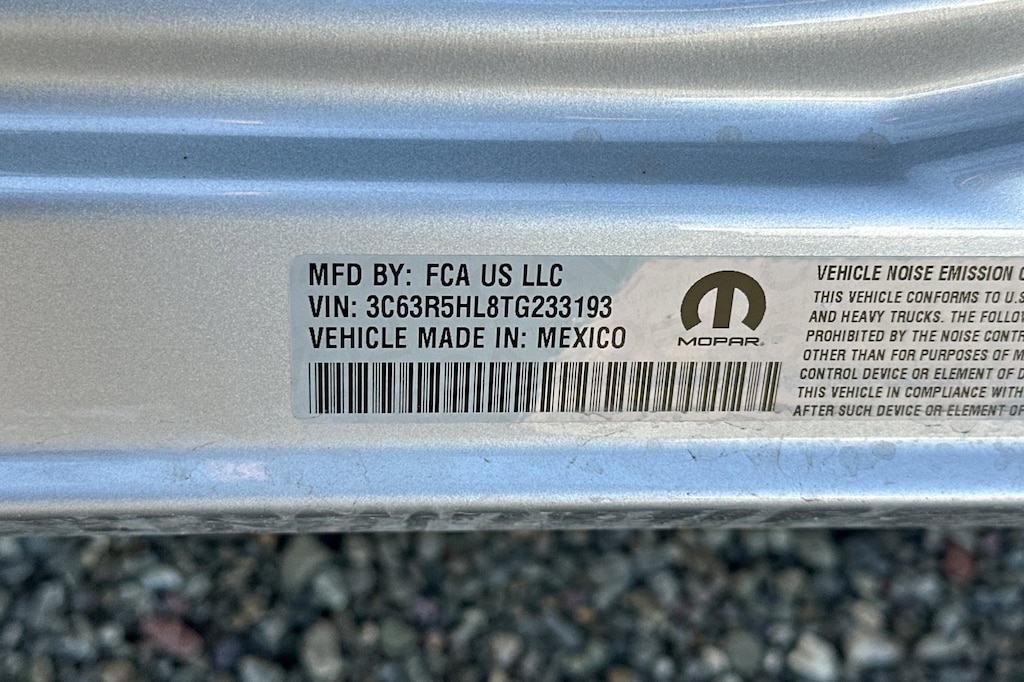 MFD BY: FCA US LLC
VIN: 3C63R5HL8TG233193
VEHICLE MADE IN: MEXICO
MOPAR®
VEHICLE NOISE EMISSION
THIS VEHICLE CONFORMS TO U.S
AND HEAVY TRUCKS. THE
PROHIBITED BY THE NOISE
OTHER THAN FOR PURPOSES OF
CONTROL DEVICE OR ELEMENT OF
THIS VEHICLE IN COMPLIANCE WITH
AFTER SUCH DEVICE OR ELEMENT OF